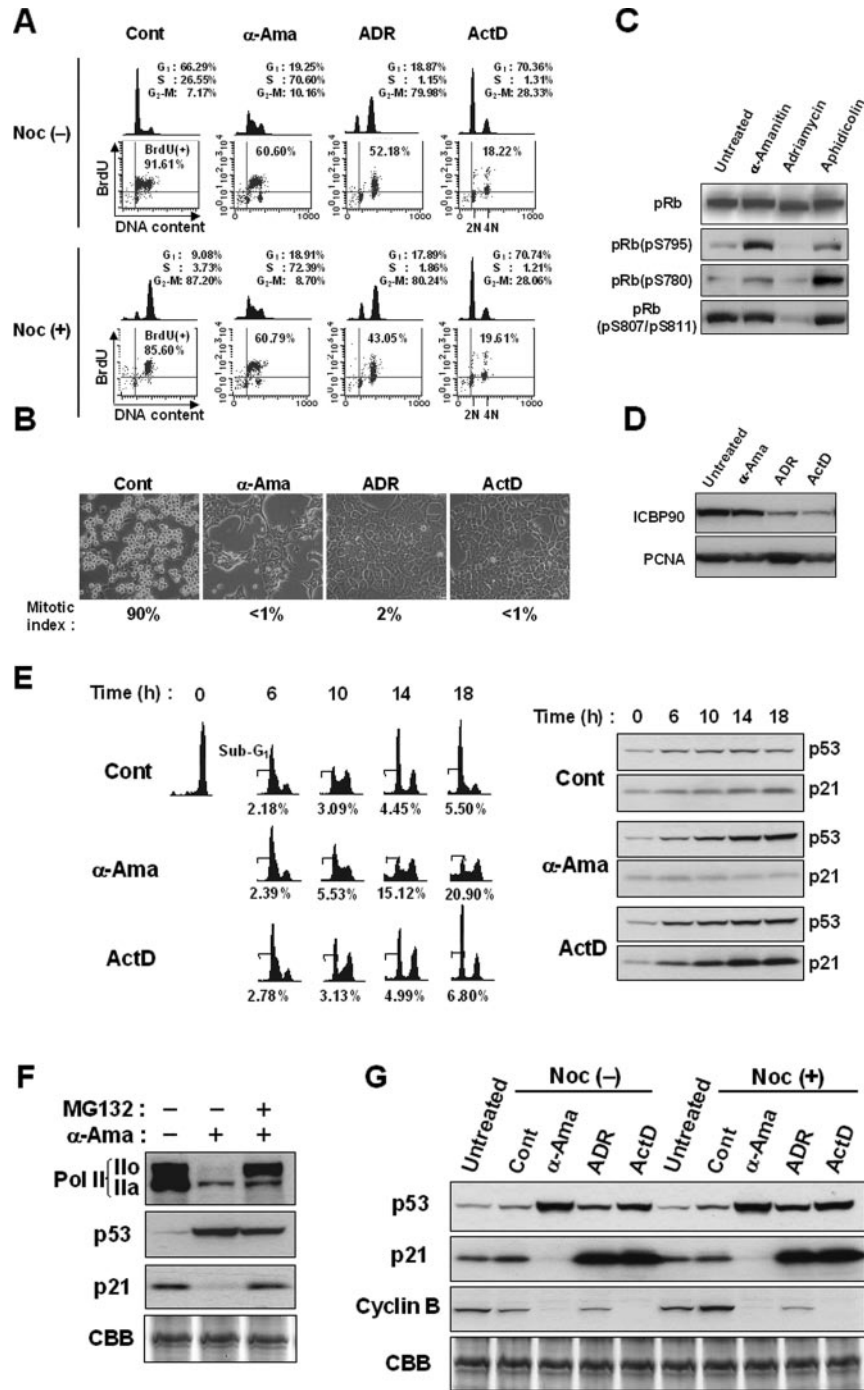 A
Cont α-Ama ADR ActD
Noc (–)
G₁ : 66.29%
S : 26.55%
G₂-M: 7.17%
G₁ : 19.25%
S : 70.60%
G₂-M: 10.16%
G₁ : 18.87%
S : 1.15%
G₂-M: 79.98%
G₁ : 70.36%
S : 1.31%
G₂-M: 28.33%
BrdU
10⁰10¹10²10³10⁴
BrdU(+)
91.61%
60.60%
52.18%
18.22%
DNA content
0 1000
0 1000
2N 4N
Noc (+)
G₁ : 9.08%
S : 3.73%
G₂-M: 87.20%
G₁ : 18.91%
S : 72.39%
G₂-M: 8.70%
G₁ : 17.89%
S : 1.86%
G₂-M: 80.24%
G₁ : 70.74%
S : 1.21%
G₂-M: 28.06%
BrdU
10⁰10¹10²10³10⁴
BrdU(+)
85.60%
60.79%
43.05%
19.61%
DNA content
0 1000
0 1000
2N 4N
B
Cont α-Ama ADR ActD
Mitotic
index :
90% <1% 2% <1%
C
Untreated
α-Amanitin
Adriamycin
Aphidicolin
pRb
pRb(pS795)
pRb(pS780)
pRb
(pS807/pS811)
D
Untreated
α-Ama
ADR
ActD
ICBP90
PCNA
E
Time (h) : 0 6 10 14 18
Sub-G₁
Cont
2.18% 3.09% 4.45% 5.50%
α-Ama
2.39% 5.53% 15.12% 20.90%
ActD
2.78% 3.13% 4.99% 6.80%
Time (h) : 0 6 10 14 18
Cont
p53
p21
α-Ama
p53
p21
ActD
p53
p21
F
MG132 : – – +
α-Ama : – + +
Pol II
IIo
IIa
p53
p21
CBB
G
Noc (–) Noc (+)
Untreated
Cont
α-Ama
ADR
ActD
Untreated
Cont
α-Ama
ADR
ActD
p53
p21
Cyclin B
CBB